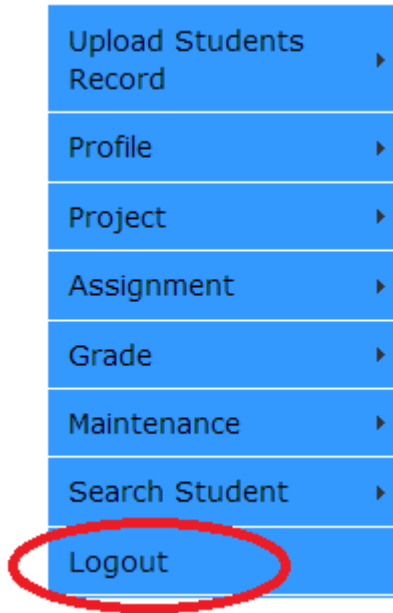 Upload Students
Record
Profile
Project
Assignment
Grade
Maintenance
Search Student
Logout